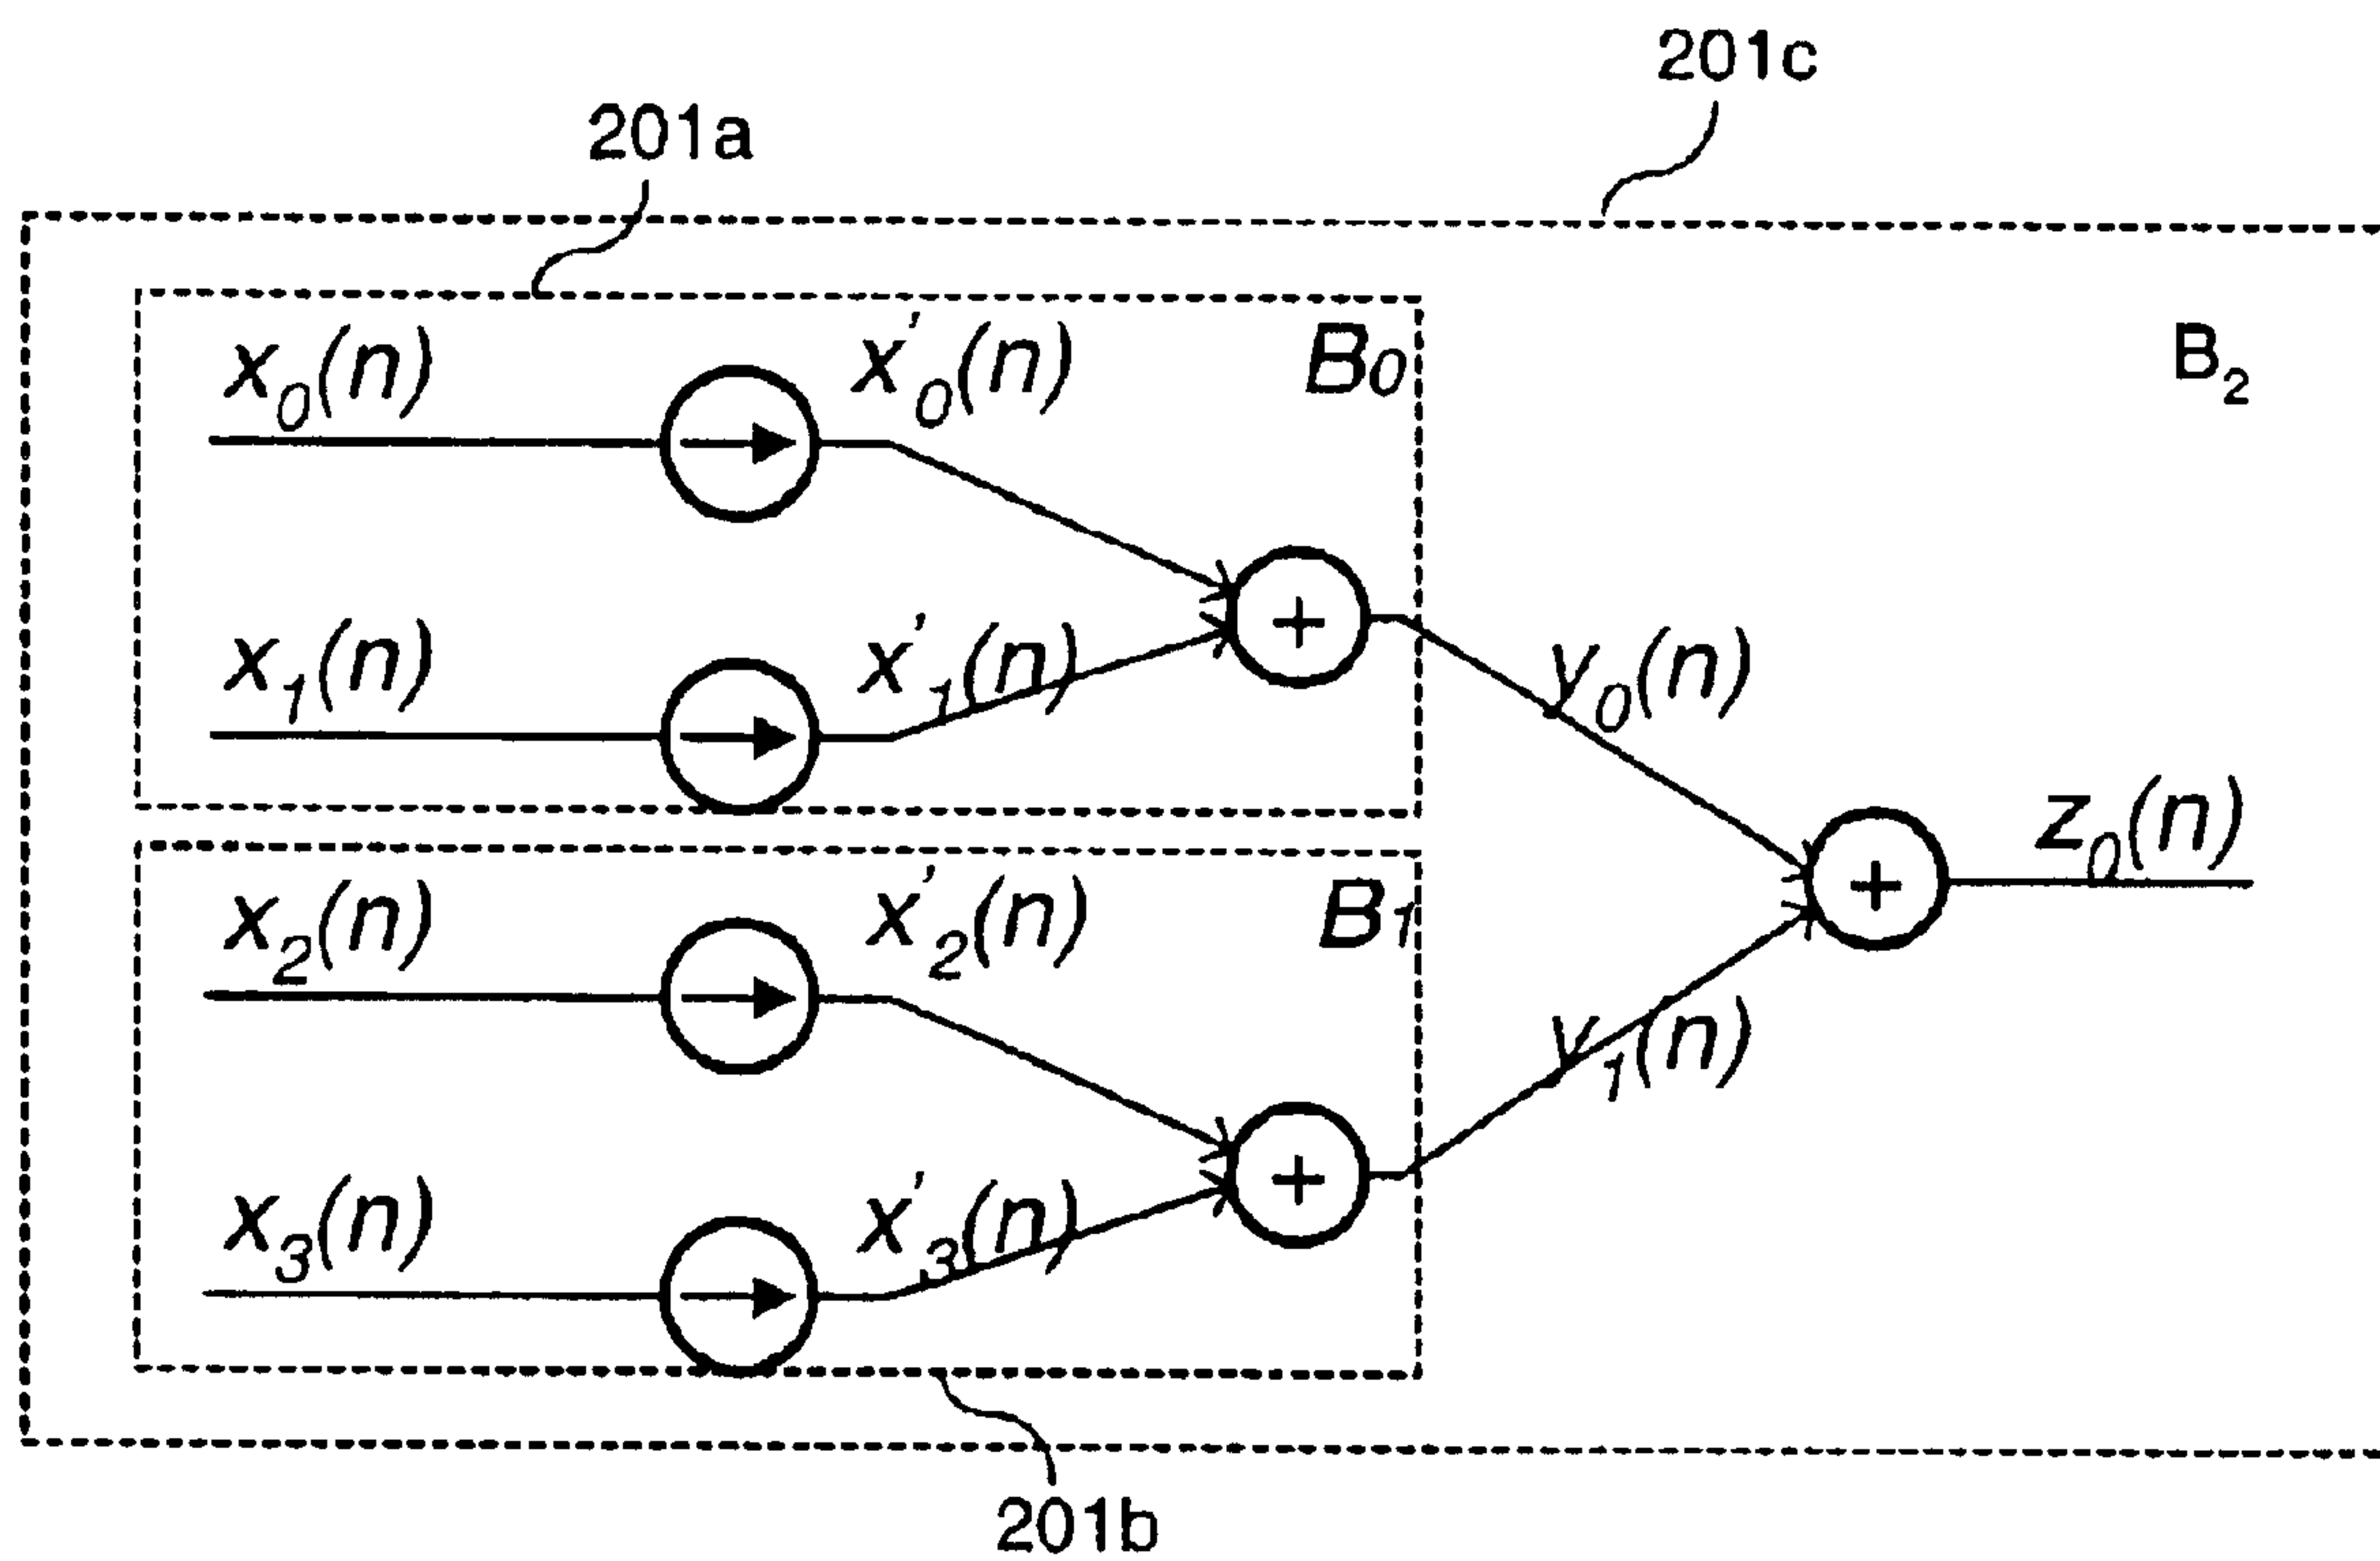 201c
201a
x₀(n)
x'₀(n)
B₀
B₂
x₁(n)
x'₁(n)
+
y₀(n)
z₀(n)
+
x₂(n)
x'₂(n)
B₁
y₁(n)
x₃(n)
x'₃(n)
+
201b